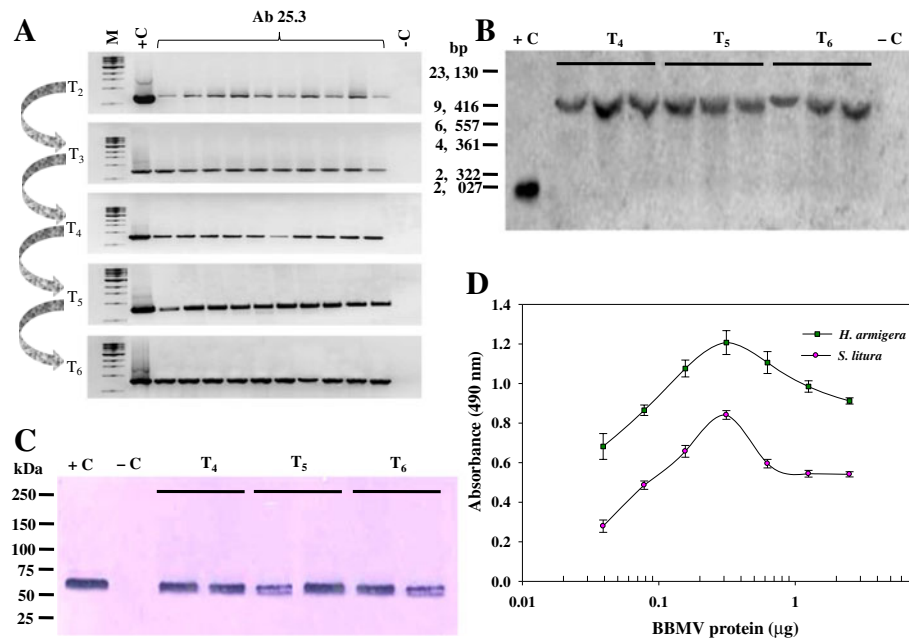 A
Ab 25.3
M
+C
-C
T2
T3
T4
T5
T6
B
bp
+ C
T4
T5
T6
– C
23, 130
9, 416
6, 557
4, 361
2, 322
2, 027
C
kDa
+ C
– C
T4
T5
T6
250
150
100
75
50
25
D
1.4
1.2
1.0
0.8
0.6
0.4
0.2
0.0
Absorbance (490 nm)
H. armigera
S. litura
0.01
0.1
1
BBMV protein (µg)